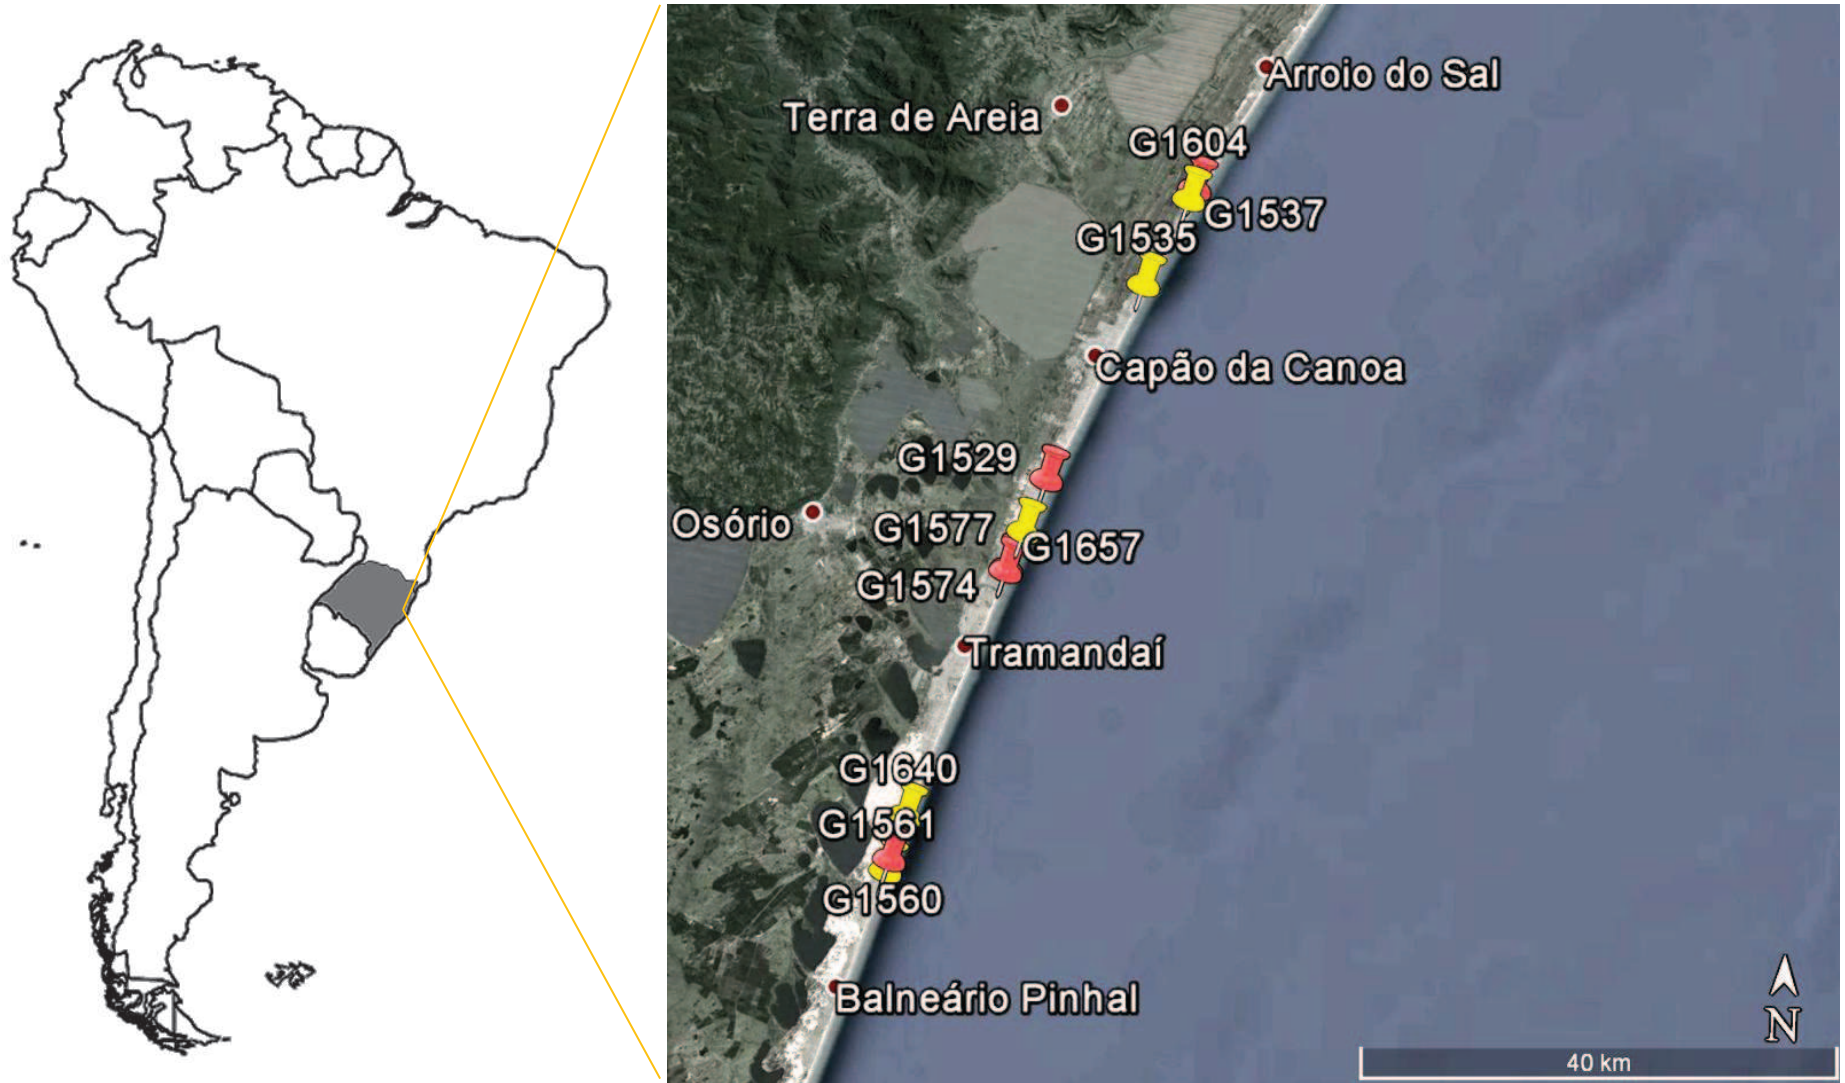 Arroio do Sal
Terra de Areia
G1604
G1537
G1535
Capão da Canoa
G1529
Osório
G1577
G1657
G1574
Tramandaí
G1640
G1561
G1560
Balneário Pinhal
N
40 km